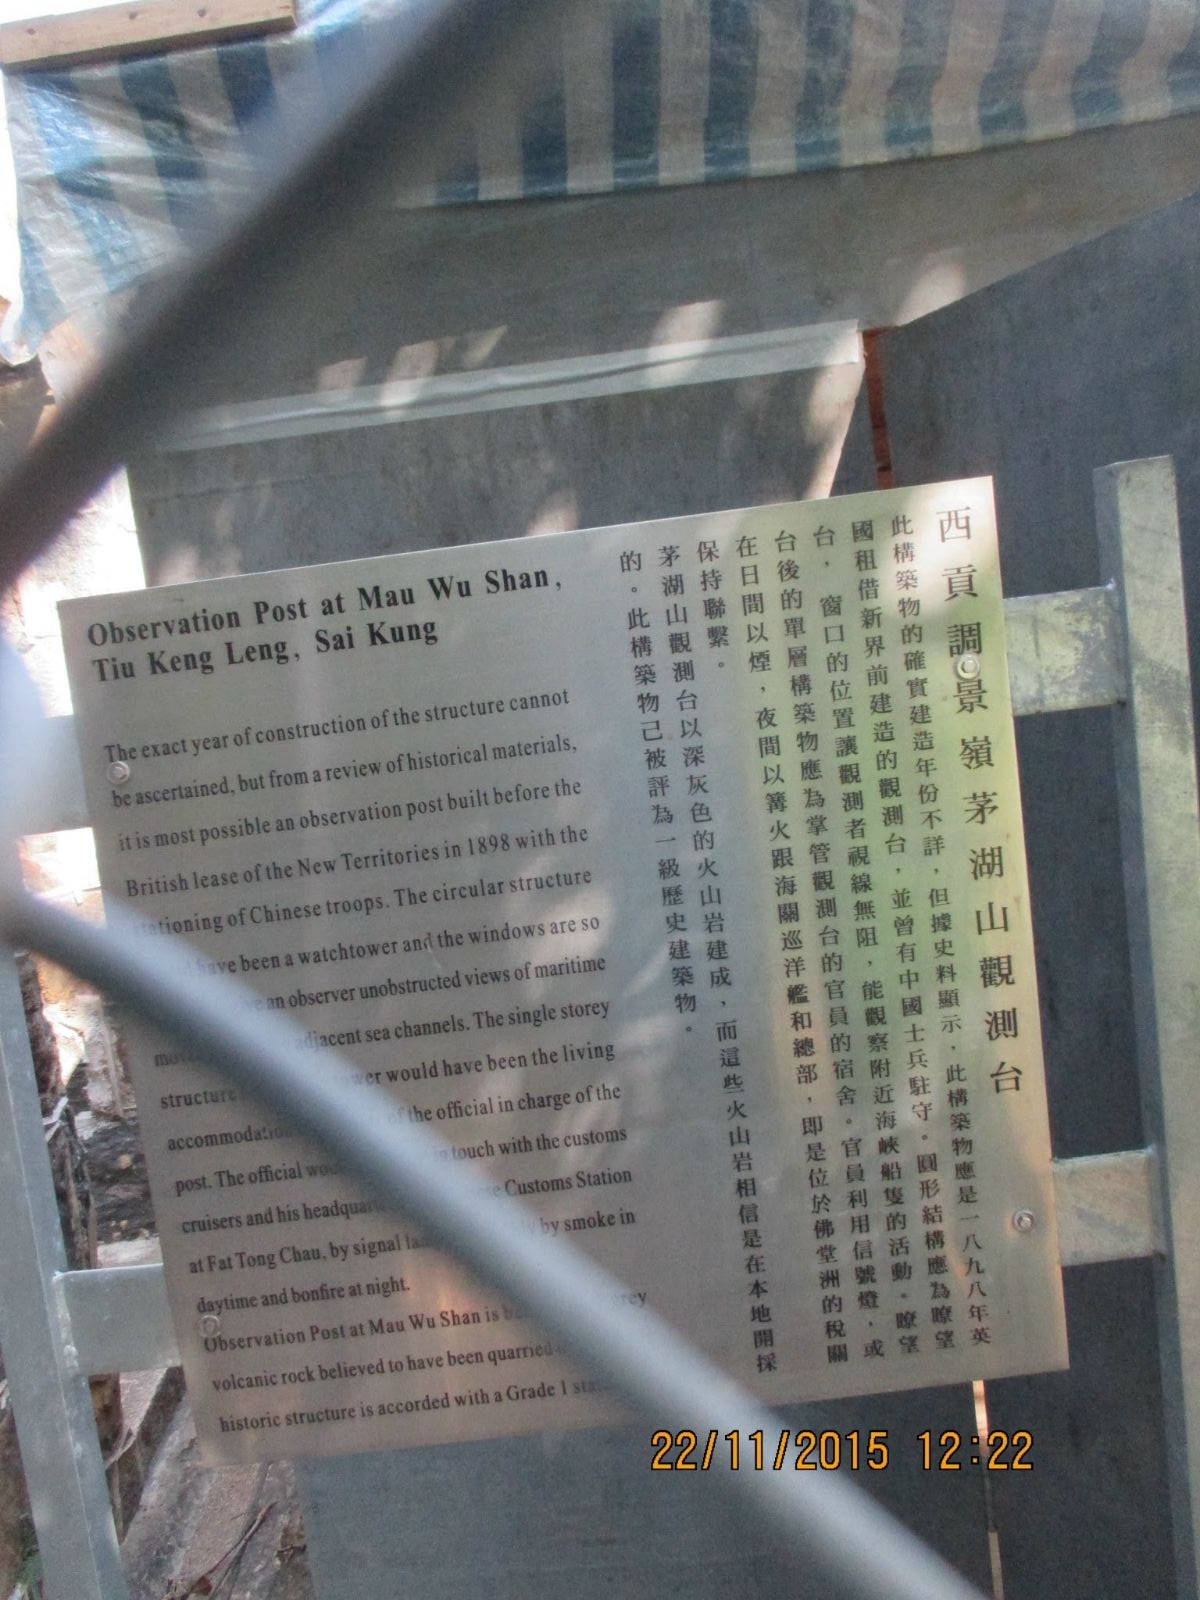 Observation Post at Mau Wu Shan,
Tiu Keng Leng, Sai Kung
The exact year of construction of the structure cannot
be ascertained, but from a review of historical materials,
it is most possible an observation post built before the
British lease of the New Territories in 1898 with the
stationing of Chinese troops. The circular structure
have been a watchtower and the windows are so
an observer unobstructed views of maritime
adjacent sea channels. The single storey
structure would have been the living
of the official in charge of the
post. The official touch with the customs
cruisers and his Customs Station
at Fat Tong Chau, by signal by smoke in
daytime and bonfire at night.
Observation Post at Mau Wu Shan is
volcanic rock believed to have been quarried
historic structure is accorded with a Grade 1
西貢調景嶺茅湖山觀測台
此構築物的確實建造年份不詳，但據史料顯示，此構築物應是一八九八年英
國租借新界前建造的觀測台，並曾有中國士兵駐守。圓形結構應為瞭望
台，窗口的位置讓觀測者視線無阻，能觀察附近海峽船隻的活動。瞭望
台後的單層構築物應為掌管觀測台的官員的宿舍。官員利用信號燈，或
在日間以煙，夜間以篝火跟海關巡洋艦和總部，即是位於佛堂洲的稅關
保持聯繫。
茅湖山觀測台以深灰色的火山岩建成，而這些火山岩相信是在本地開採
的。此構築物己被評為一級歷史建築物。
22/11/2015 12:22